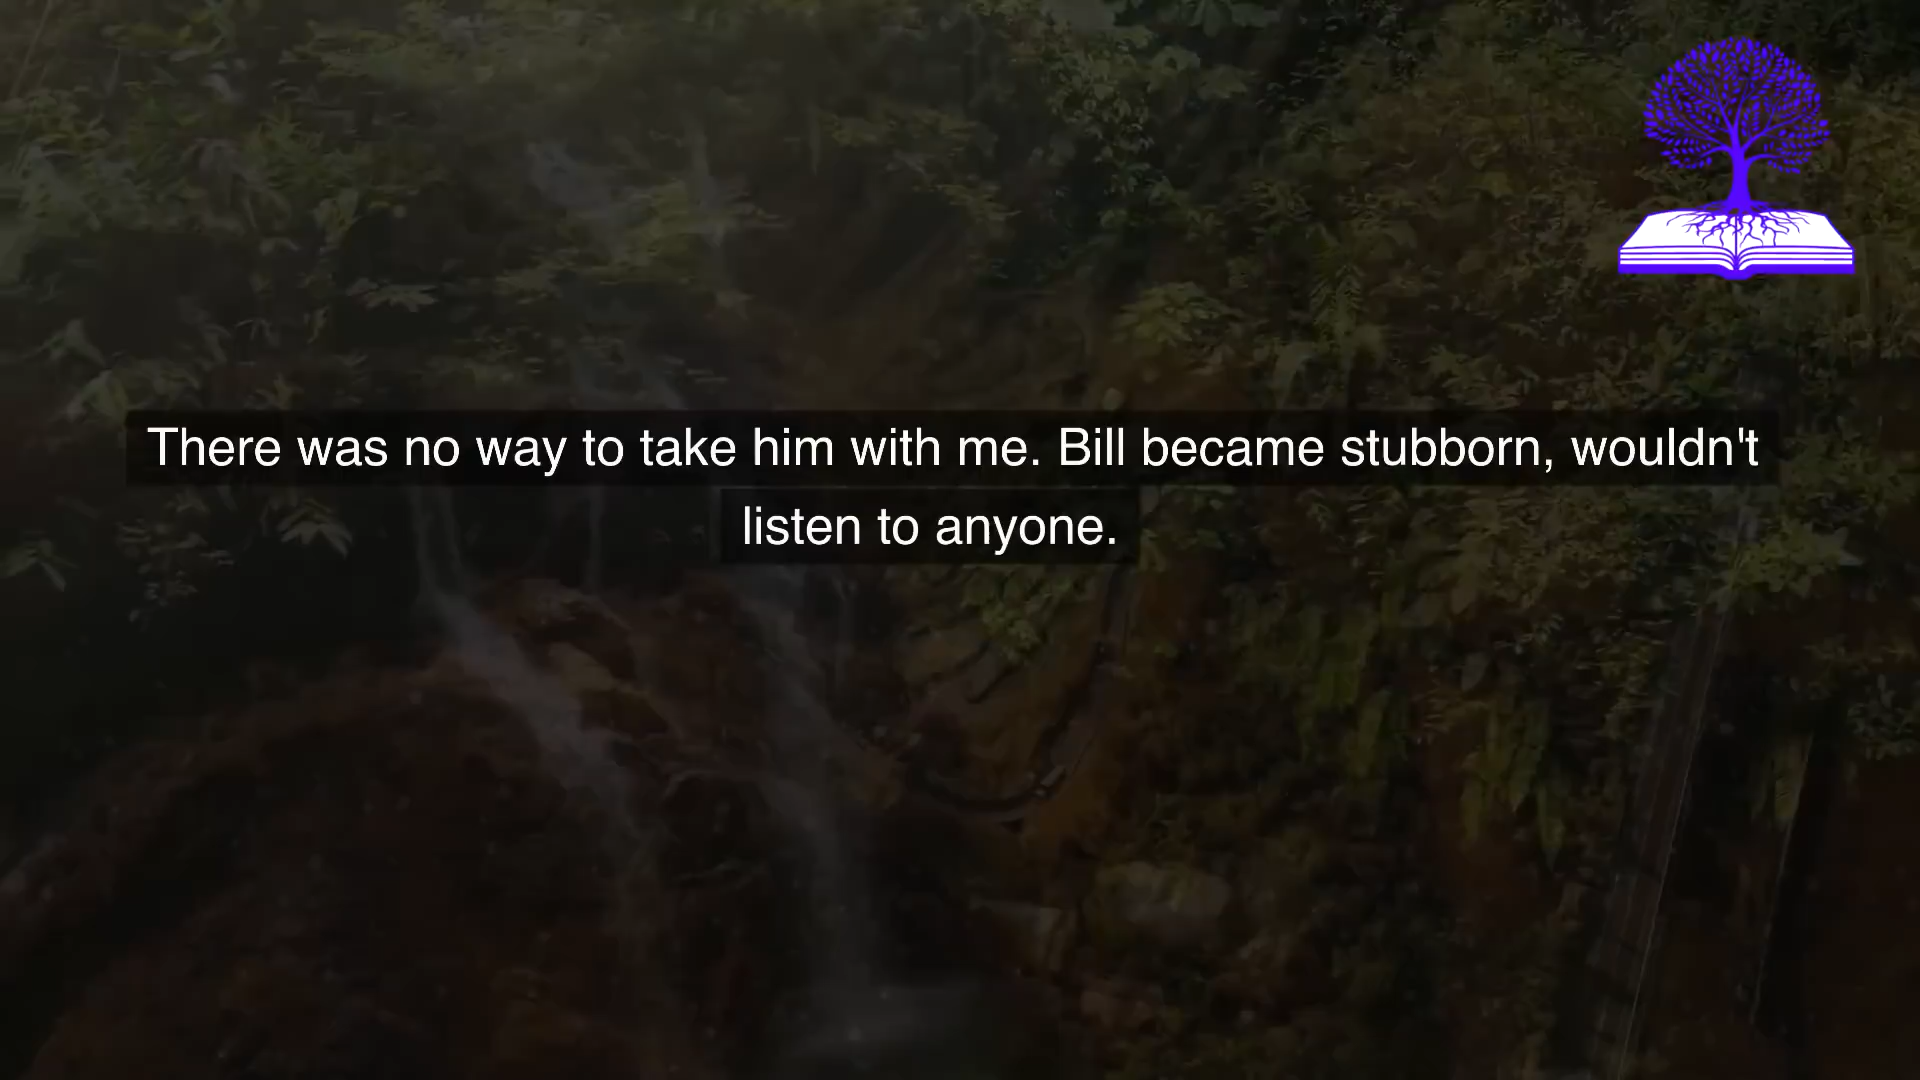 There was no way to take him with me. Bill became stubborn, wouldn't
listen to anyone.